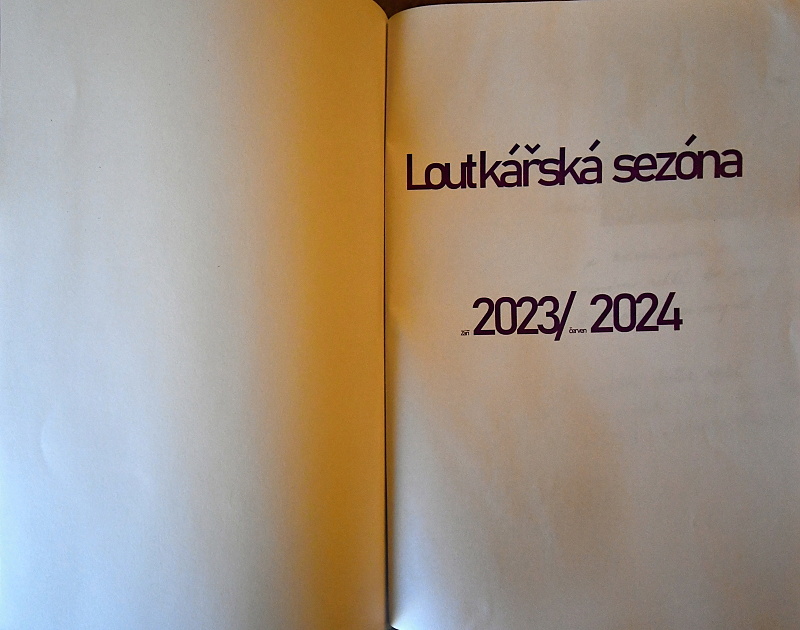 Loutkářská sezóna
Září 2023/ červen 2024